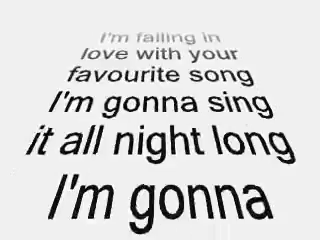 I'm falling in
love with your
favourite song
I'm gonna sing
it all night long
I'm gonna